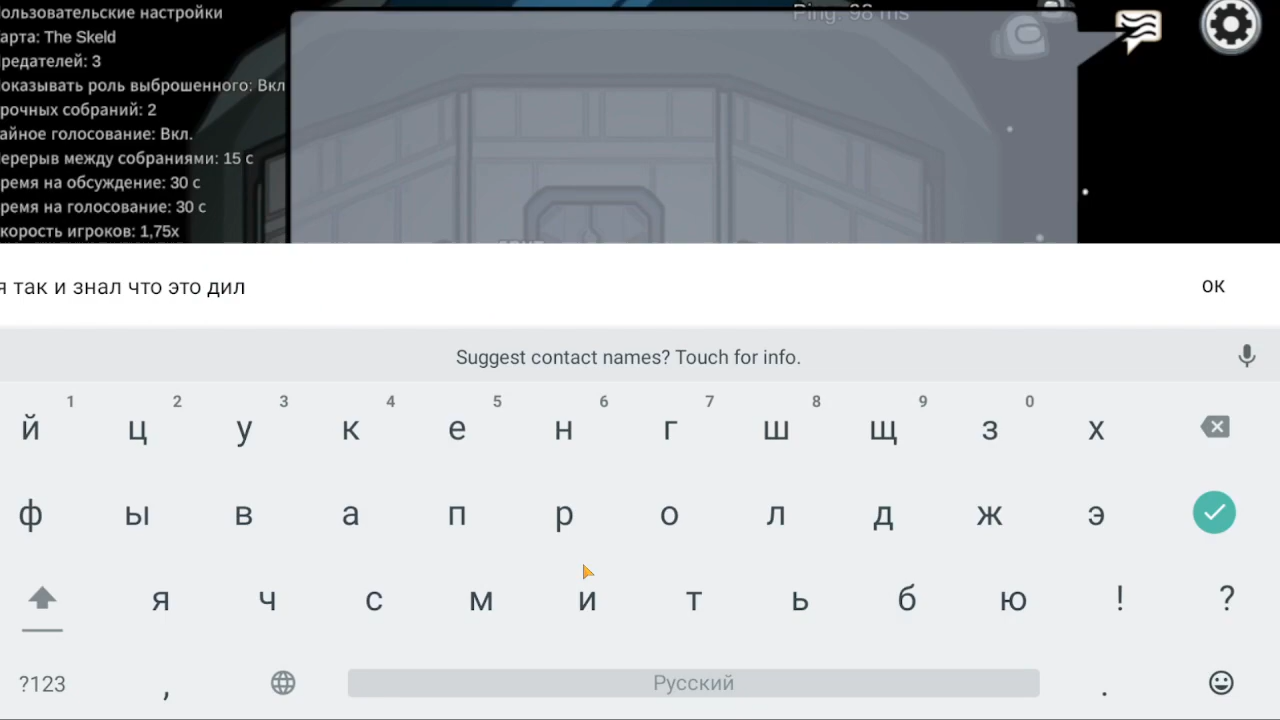 ользовательские настройки
арта: The Skeld
редателей: 3
оказывать роль выброшенного: Вкл
рочных собраний: 2
айное голосование: Вкл.
ерерыв между собраниями: 15 с
ремя на обсуждение: 30 с
ремя на голосование: 30 с
корость игроков: 1,75x
Ping: 98 ms
я так и знал что это дил
ОК
Suggest contact names? Touch for info.
1 2 3 4 5 6 7 8 9 0
й ц у к е н г ш щ з х
ф ы в а п р о л д ж э
я ч с м и т ь б ю ! ?
?123 , Русский .